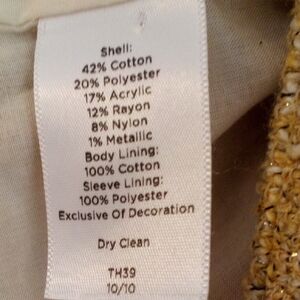 Shell:
42% Cotton
20% Polyester
17% Acrylic
12% Rayon
8% Nylon
1% Metallic
Body Lining:
100% Cotton
Sleeve Lining:
100% Polyester
Exclusive Of Decoration
Dry Clean
TH39
10/10